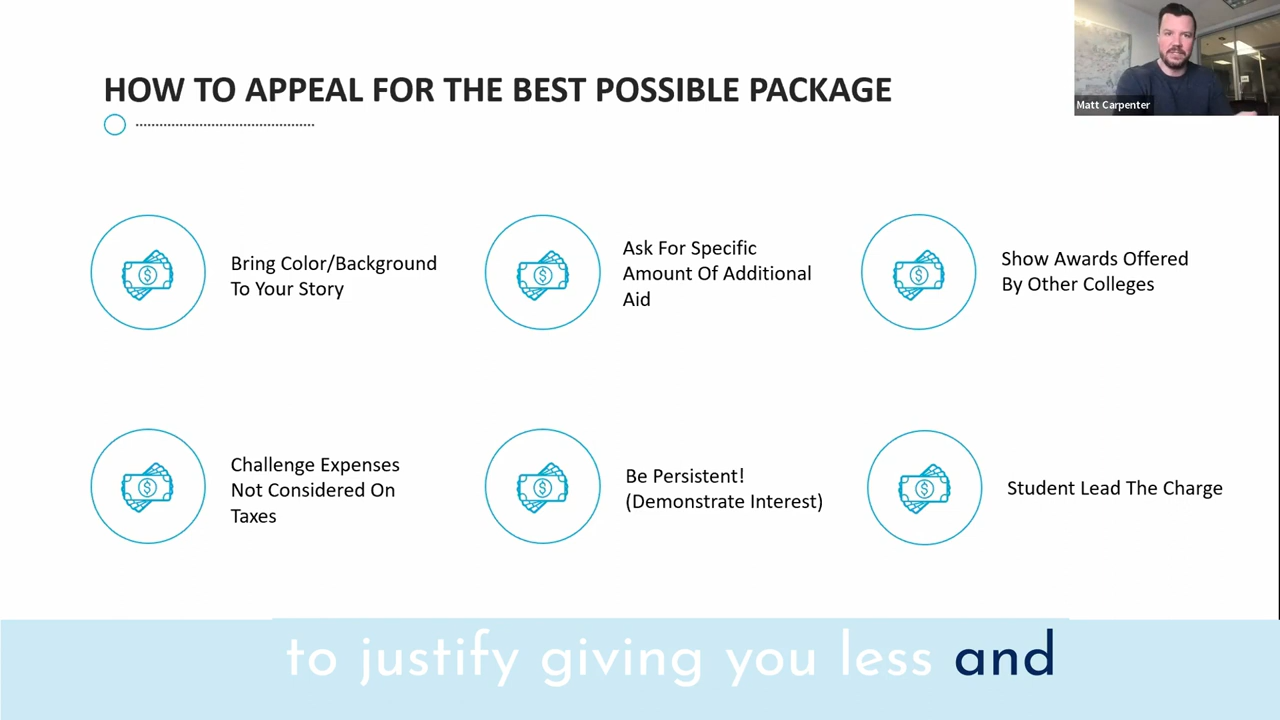 HOW TO APPEAL FOR THE BEST POSSIBLE PACKAGE
Matt Carpenter
Bring Color/Background
To Your Story
Ask For Specific
Amount Of Additional
Aid
Show Awards Offered
By Other Colleges
Challenge Expenses
Not Considered On
Taxes
Be Persistent!
(Demonstrate Interest)
Student Lead The Charge
to justify giving you less and